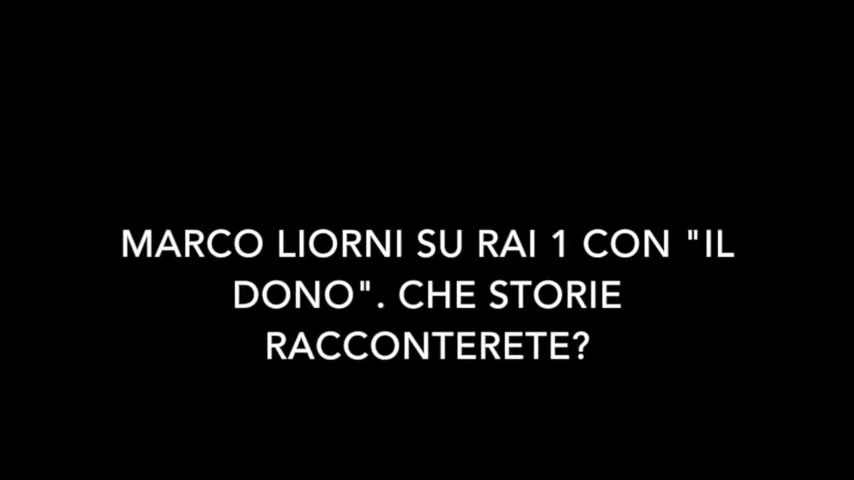 MARCO LIORNI SU RAI 1 CON "IL
DONO". CHE STORIE
RACCONTERETE?